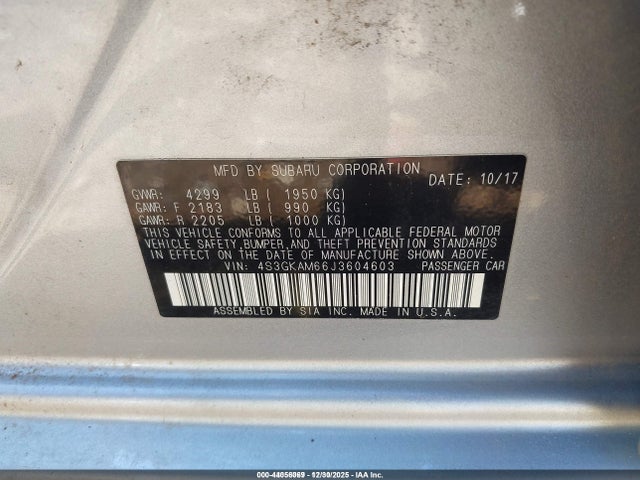 MFD BY SUBARU CORPORATION
DATE: 10/17
GVWR: 4299 LB ( 1950 KG)
GAWR: F 2183 LB ( 990 KG)
GAWR: R 2205 LB ( 1000 KG)
THIS VEHICLE CONFORMS TO ALL APPLICABLE FEDERAL MOTOR
VEHICLE SAFETY, BUMPER, AND THEFT PREVENTION STANDARDS
IN EFFECT ON THE DATE OF MANUFACTURE SHOWN ABOVE.
VIN: 4S3GKAM66J3604603 PASSENGER CAR
ASSEMBLED BY SIA INC. MADE IN U.S.A.
000-44056069 - 12/30/2025 - IAA Inc.